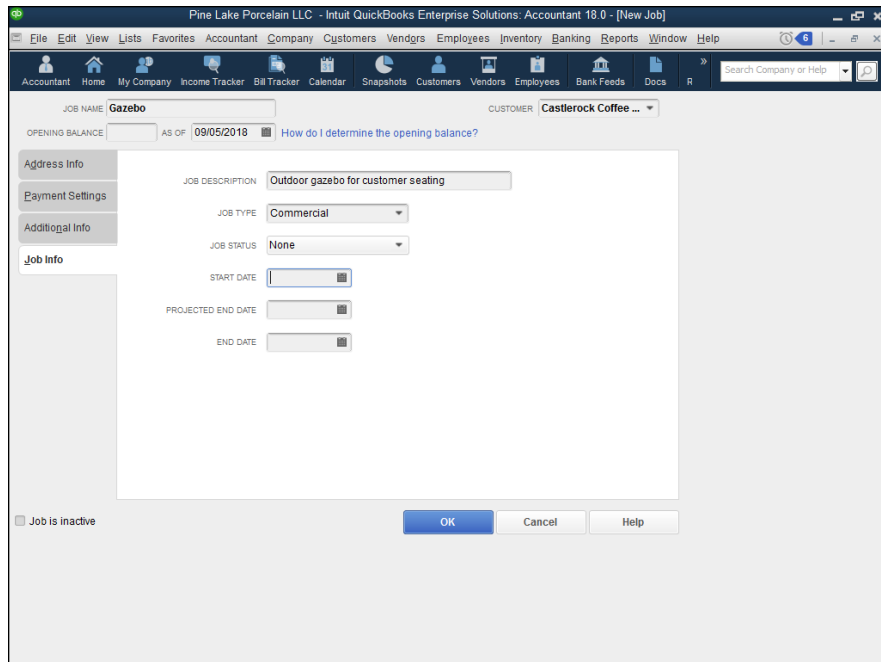 qb Pine Lake Porcelain LLC - Intuit QuickBooks Enterprise Solutions: Accountant 18.0 - [New Job]
File Edit View Lists Favorites Accountant Company Customers Vendors Employees Inventory Banking Reports Window Help 6
31
Accountant Home My Company Income Tracker Bill Tracker Calendar Snapshots Customers Vendors Employees Bank Feeds Docs R » Search Company or Help
JOB NAME Gazebo CUSTOMER Castlerock Coffee ...
OPENING BALANCE AS OF 09/05/2018 How do I determine the opening balance?
Address Info
Payment Settings
Additional Info
Job Info
JOB DESCRIPTION Outdoor gazebo for customer seating
JOB TYPE Commercial
JOB STATUS None
START DATE
PROJECTED END DATE
END DATE
Job is inactive OK Cancel Help